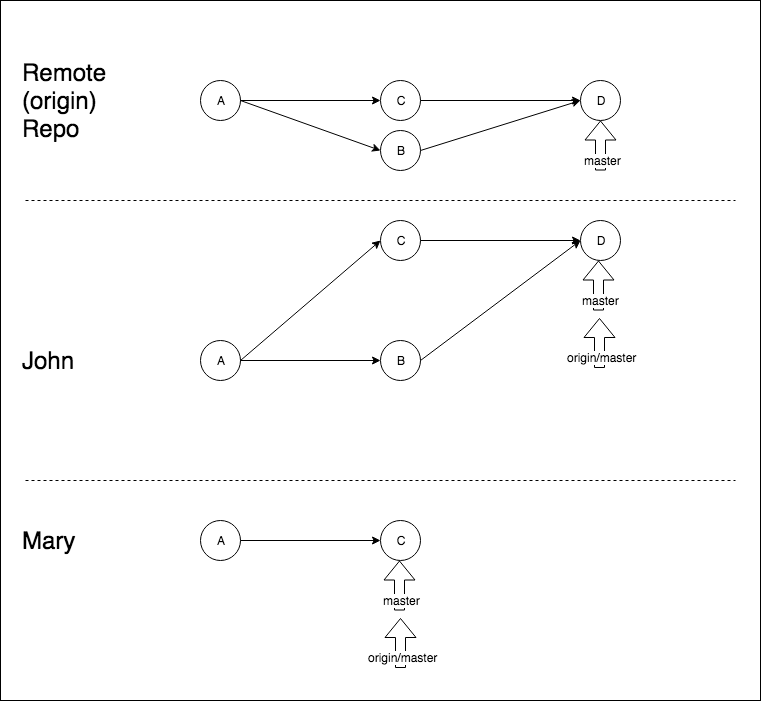 Remote
(origin)
Repo
A
C
B
D
master
John
C
D
A
B
master
origin/master
Mary
A
C
master
origin/master